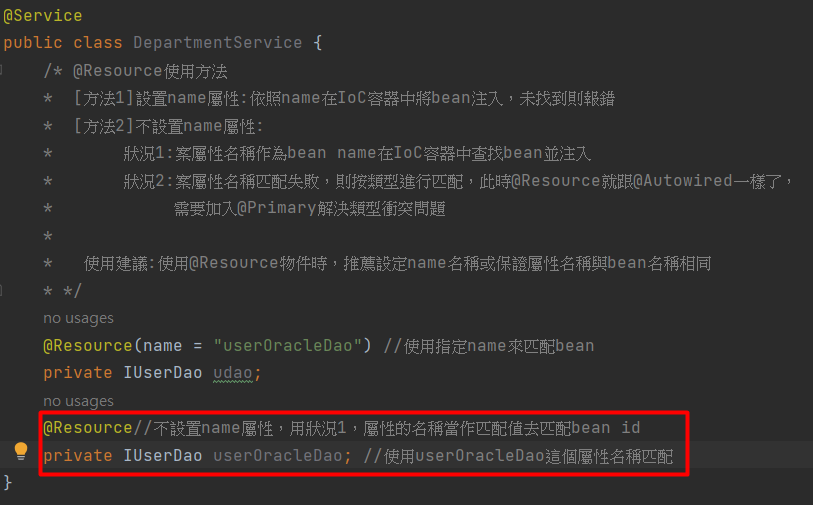 @Service
public class DepartmentService {
/* @Resource使用方法
* [方法1]設置name屬性:依照name在IoC容器中將bean注入，未找到則報錯
* [方法2]不設置name屬性:
* 狀況1:案屬性名稱作為bean name在IoC容器中查找bean並注入
* 狀況2:案屬性名稱匹配失敗，則按類型進行匹配，此時@Resource就跟@Autowired一樣了，
* 需要加入@Primary解決類型衝突問題
*
* 使用建議:使用@Resource物件時，推薦設定name名稱或保證屬性名稱與bean名稱相同
* */
no usages
@Resource(name = "userOracleDao") //使用指定name來匹配bean
private IUserDao udao;
no usages
@Resource//不設置name屬性，用狀況1，屬性的名稱當作匹配值去匹配bean id
private IUserDao userOracleDao; //使用userOracleDao這個屬性名稱匹配
}